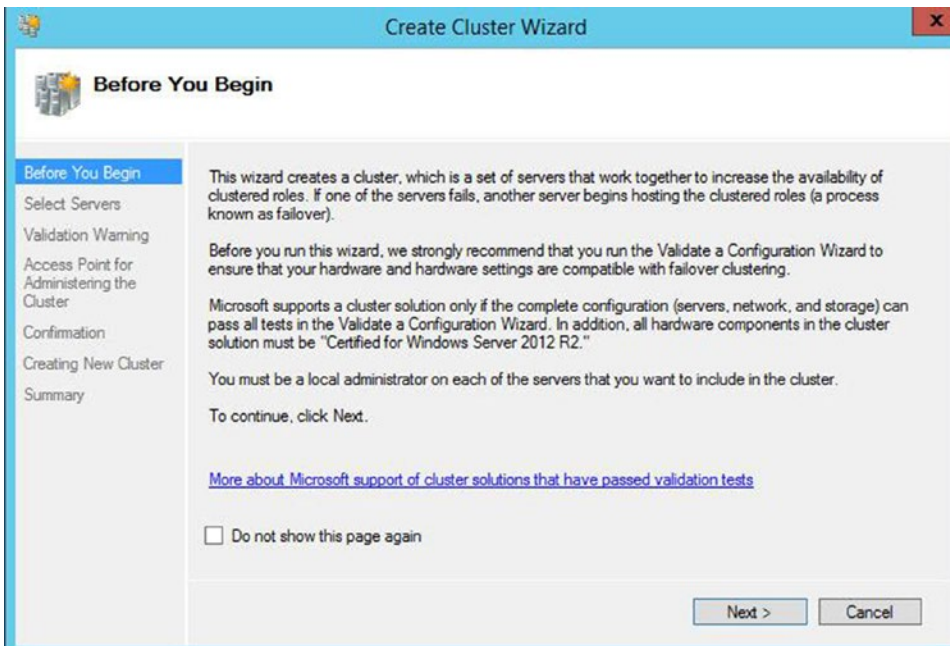 Create Cluster Wizard
X
Before You Begin
Before You Begin
Select Servers
Validation Warning
Access Point for
Administering the
Cluster
Confirmation
Creating New Cluster
Summary
This wizard creates a cluster, which is a set of servers that work together to increase the availability of
clustered roles. If one of the servers fails, another server begins hosting the clustered roles (a process
known as failover).
Before you run this wizard, we strongly recommend that you run the Validate a Configuration Wizard to
ensure that your hardware and hardware settings are compatible with failover clustering.
Microsoft supports a cluster solution only if the complete configuration (servers, network, and storage) can
pass all tests in the Validate a Configuration Wizard. In addition, all hardware components in the cluster
solution must be "Certified for Windows Server 2012 R2."
You must be a local administrator on each of the servers that you want to include in the cluster.
To continue, click Next.
More about Microsoft support of cluster solutions that have passed validation tests
Do not show this page again
Next >
Cancel